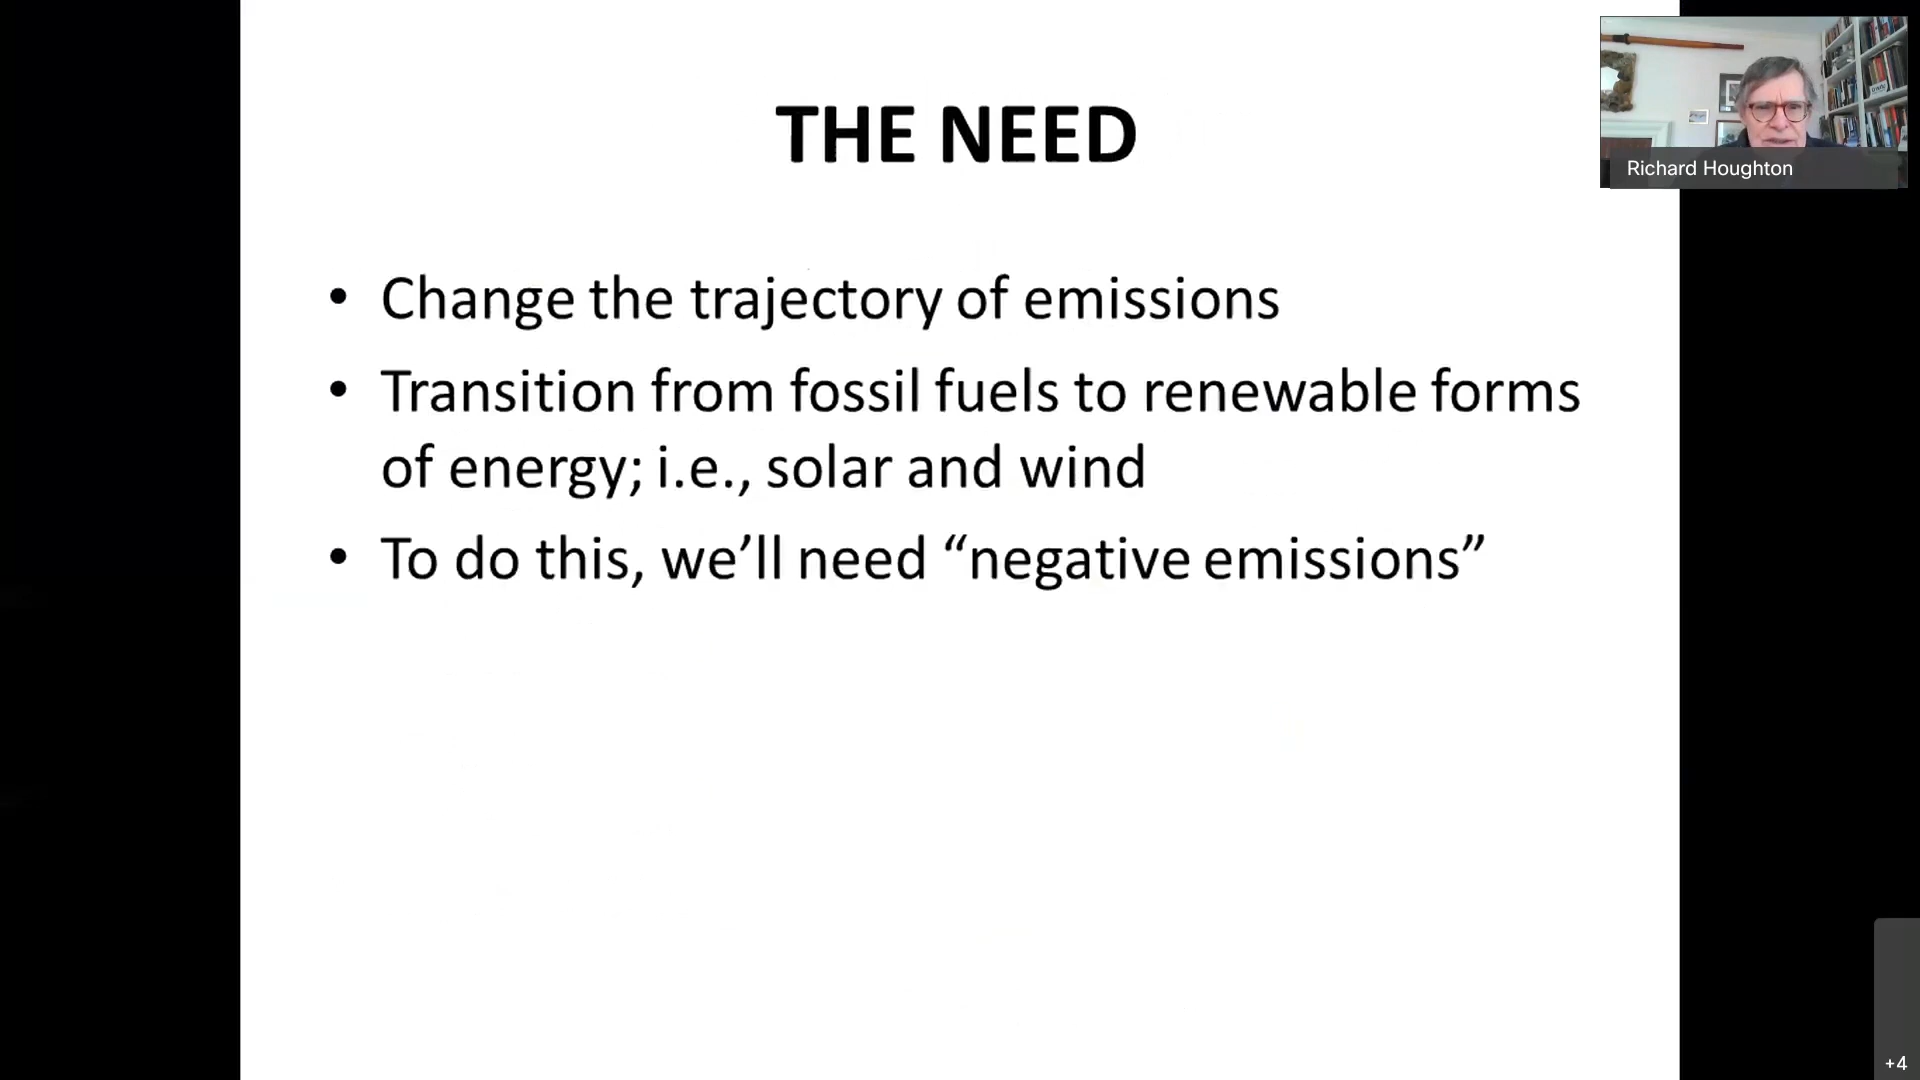 THE NEED
Richard Houghton
• Change the trajectory of emissions
• Transition from fossil fuels to renewable forms
of energy; i.e., solar and wind
• To do this, we’ll need “negative emissions”
+4